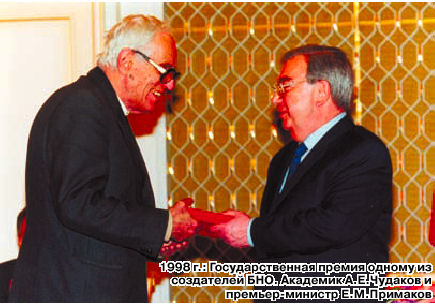 1998 г.: Государственная премия одному из
создателей БНО. Академик А.Е.Чудаков и
премьер-министр Е.М.Примаков